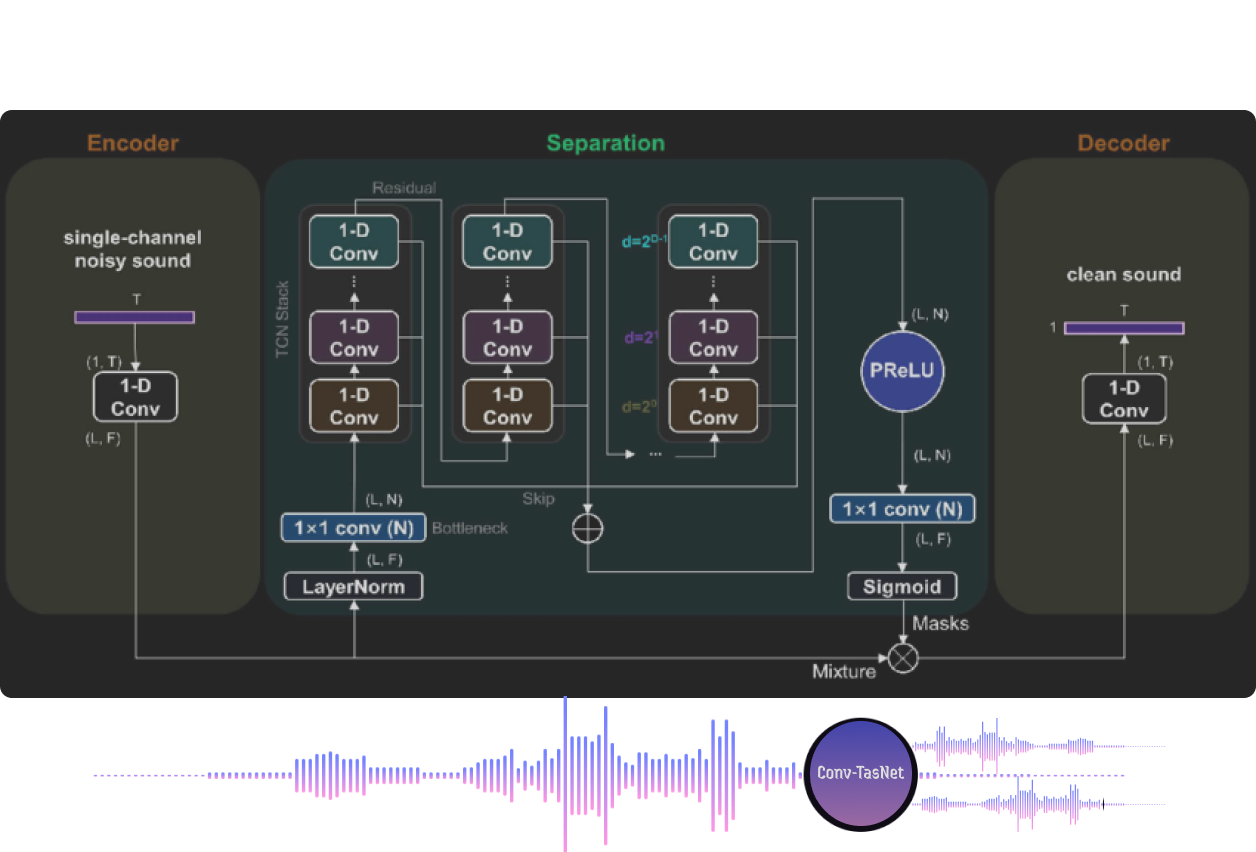 Encoder
Separation
Decoder
single-channel
noisy sound
T
(1, T)
1-D
Conv
(L, F)
Residual
TCN Stack
1-D
Conv
⋮
1-D
Conv
1-D
Conv
1-D
Conv
⋮
1-D
Conv
1-D
Conv
...
d=2^D-1
d=2^1
d=2^0
1-D
Conv
⋮
1-D
Conv
1-D
Conv
(L, N)
1×1 conv (N)
Bottleneck
(L, F)
LayerNorm
Skip
(L, N)
PReLU
(L, N)
1×1 conv (N)
(L, F)
Sigmoid
Masks
Mixture
clean sound
T
1
(1, T)
1-D
Conv
(L, F)
Conv-TasNet